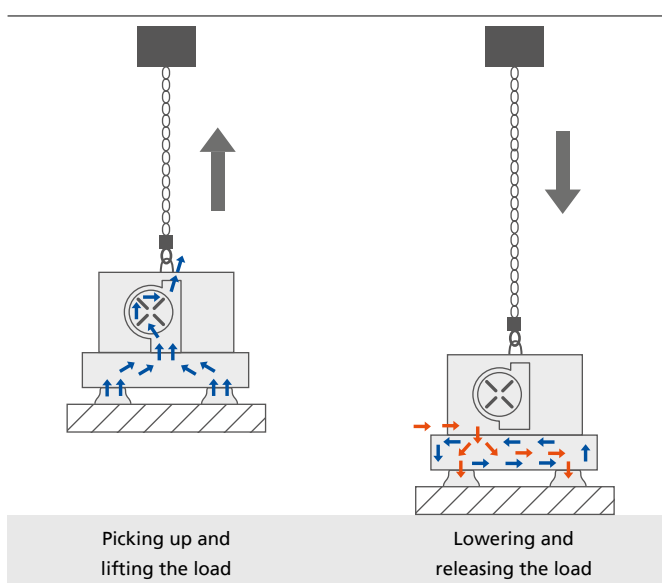 Picking up and
lifting the load
Lowering and
releasing the load